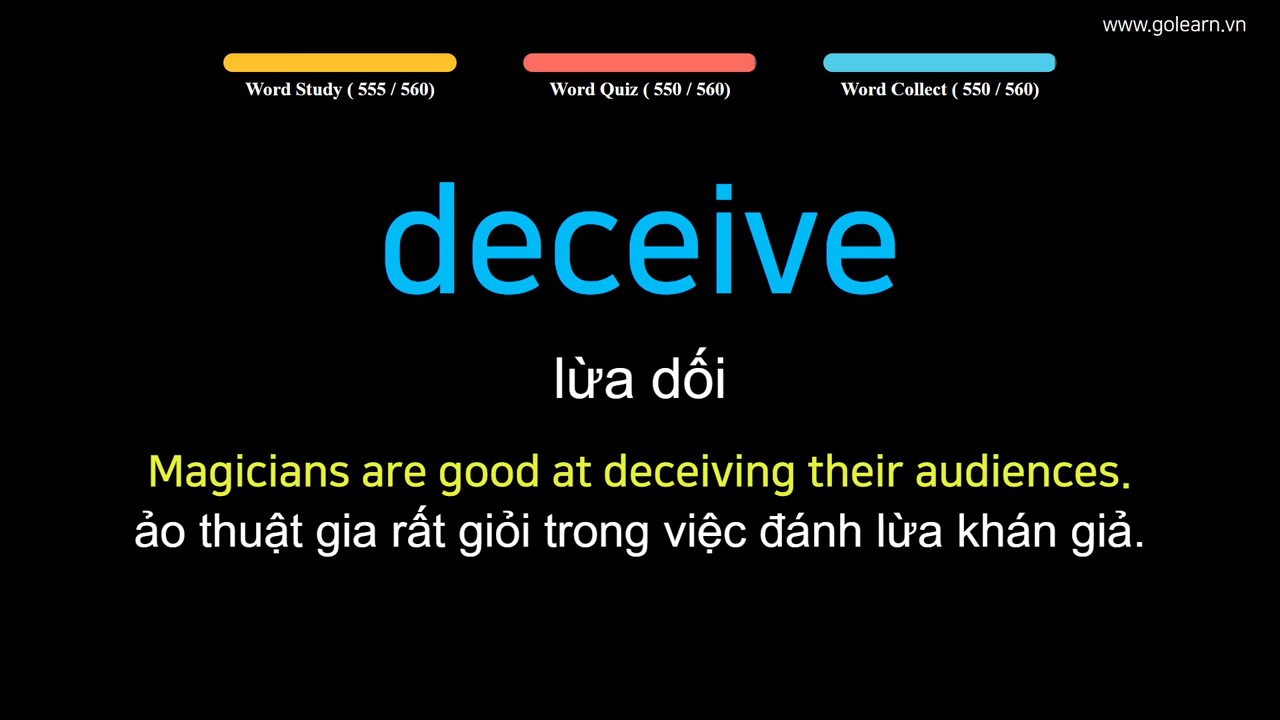 www.golearn.vn
Word Study ( 555 / 560)
Word Quiz ( 550 / 560)
Word Collect ( 550 / 560)
deceive
lừa dối
Magicians are good at deceiving their audiences.
ảo thuật gia rất giỏi trong việc đánh lừa khán giả.